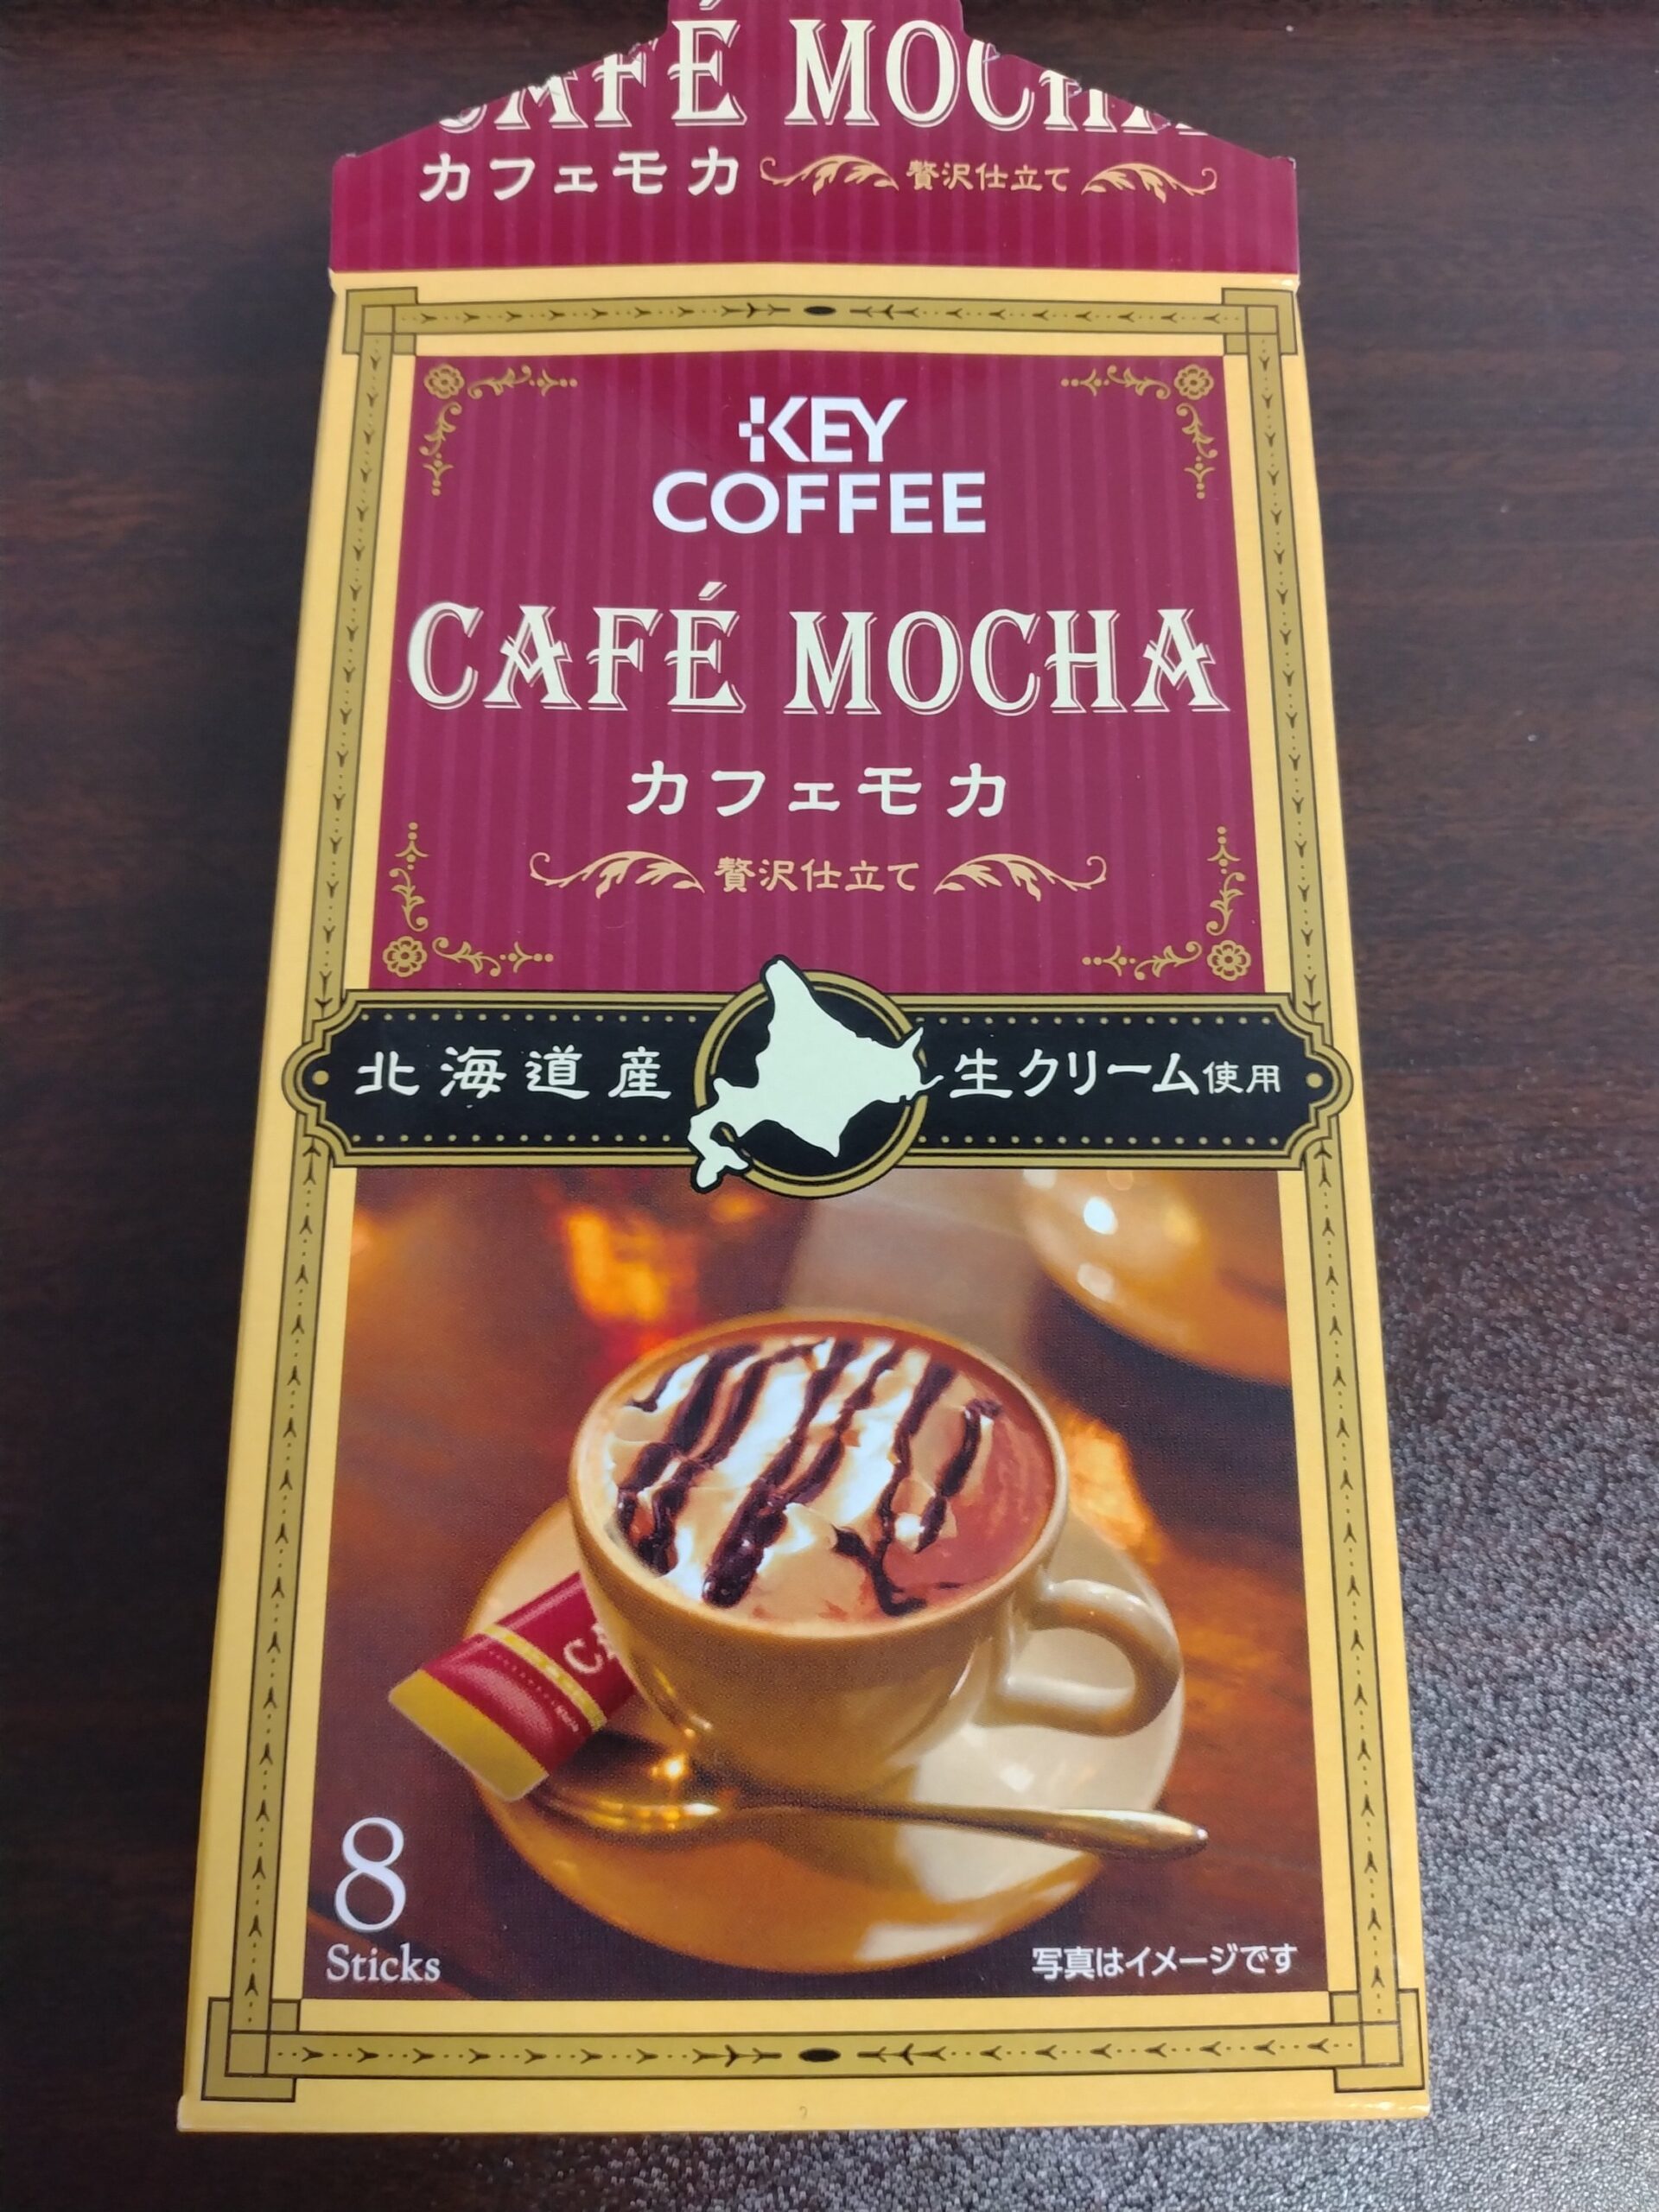 CAFÉ MOCHA
カフェモカ 贅沢仕立て
KEY
COFFEE
CAFÉ MOCHA
カフェモカ
贅沢仕立て
北海道産 生クリーム使用
8
Sticks
写真はイメージです